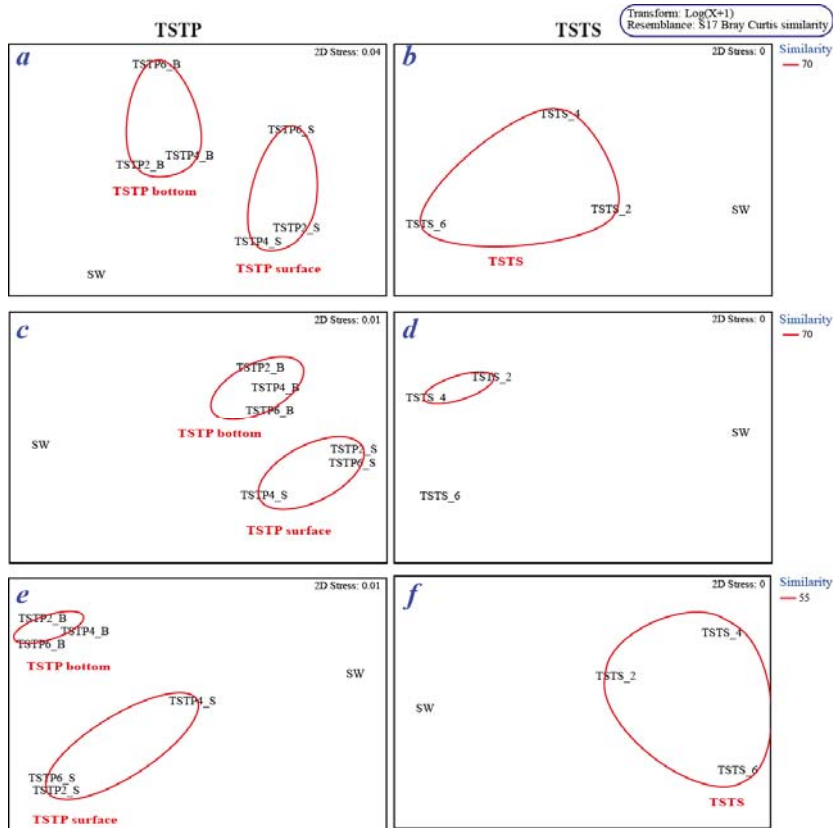 TSTP
TSTS
Transform: Log(X+1)
Resemblance: S17 Bray Curtis similarity
a
2D Stress: 0.04
TSTP6_B
TSTP4_B
TSTP2_B
TSTP bottom
TSTP6_S
TSTP2_S
TSTP4_S
TSTP surface
SW
b
2D Stress: 0
TSTS_4
TSTS_2
TSTS_6
SW
TSTS
Similarity
70
c
2D Stress: 0.01
TSTP2_B
TSTP4_B
TSTP6_B
TSTP bottom
SW
TSTP2_S
TSTP6_S
TSTP4_S
TSTP surface
d
2D Stress: 0
TSTS_2
TSTS_4
SW
TSTS_6
Similarity
70
e
2D Stress: 0.01
TSTP2_B
TSTP4_B
TSTP6_B
TSTP bottom
SW
TSTP4_S
TSTP6_S
TSTP2_S
TSTP surface
f
2D Stress: 0
TSTS_4
TSTS_2
SW
TSTS_6
TSTS
Similarity
55